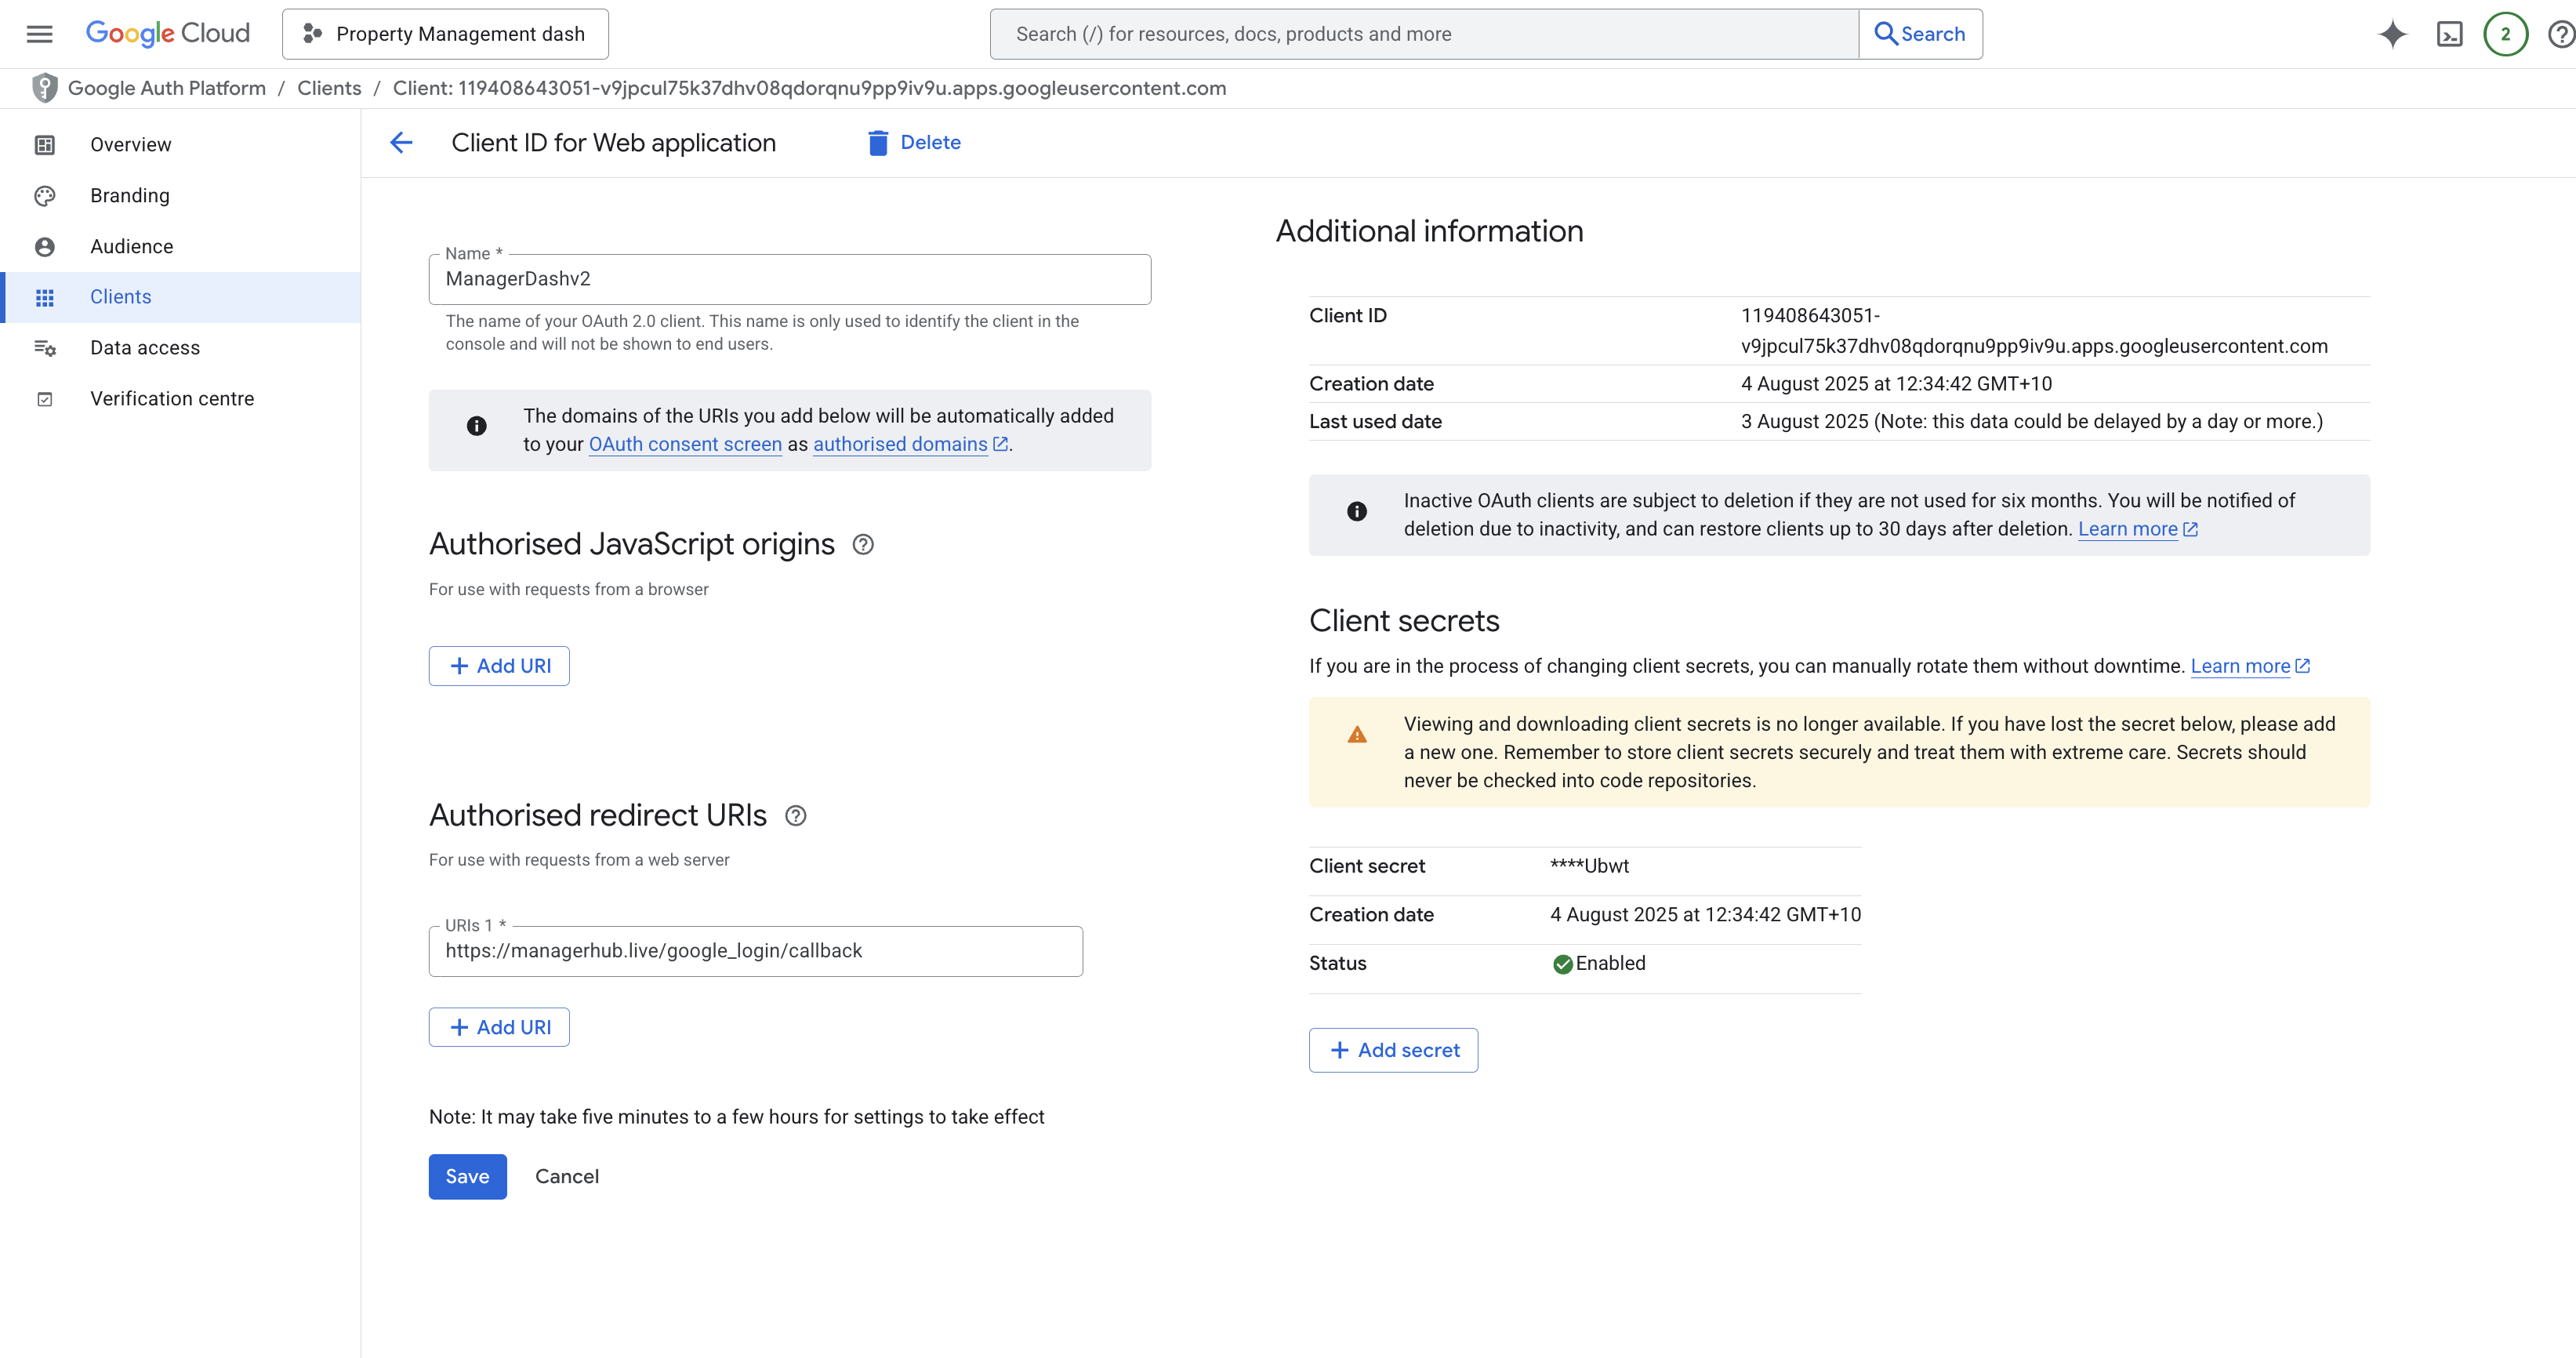 Google Cloud
Property Management dash
Search (/) for resources, docs, products and more
Search
2
Google Auth Platform / Clients / Client: 119408643051-v9jpcul75k37dhv08qdorqnu9pp9iv9u.apps.googleusercontent.com
Overview
Branding
Audience
Clients
Data access
Verification centre
Client ID for Web application
Delete
Name *
ManagerDashv2
The name of your OAuth 2.0 client. This name is only used to identify the client in the
console and will not be shown to end users.
The domains of the URIs you add below will be automatically added
to your OAuth consent screen as authorised domains.
Authorised JavaScript origins
For use with requests from a browser
+ Add URI
Authorised redirect URIs
For use with requests from a web server
URIs 1 *
https://managerhub.live/google_login/callback
+ Add URI
Note: It may take five minutes to a few hours for settings to take effect
Save
Cancel
Additional information
Client ID
119408643051-
v9jpcul75k37dhv08qdorqnu9pp9iv9u.apps.googleusercontent.com
Creation date
4 August 2025 at 12:34:42 GMT+10
Last used date
3 August 2025 (Note: this data could be delayed by a day or more.)
Inactive OAuth clients are subject to deletion if they are not used for six months. You will be notified of
deletion due to inactivity, and can restore clients up to 30 days after deletion. Learn more
Client secrets
If you are in the process of changing client secrets, you can manually rotate them without downtime. Learn more
Viewing and downloading client secrets is no longer available. If you have lost the secret below, please add
a new one. Remember to store client secrets securely and treat them with extreme care. Secrets should
never be checked into code repositories.
Client secret
****Ubwt
Creation date
4 August 2025 at 12:34:42 GMT+10
Status
Enabled
+ Add secret